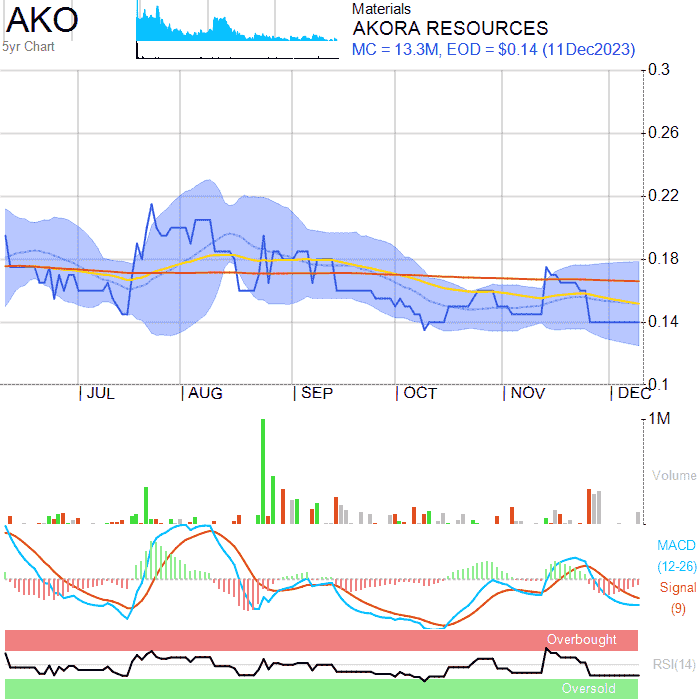 AKO
5yr Chart
Materials
AKORA RESOURCES
MC = 13.3M, EOD = $0.14 (11Dec2023)
0.3
0.26
0.22
0.18
0.14
0.1
JUL AUG SEP OCT NOV DEC
1M
Volume
MACD
(12-26)
Signal
(9)
Overbought
RSI(14)
Oversold